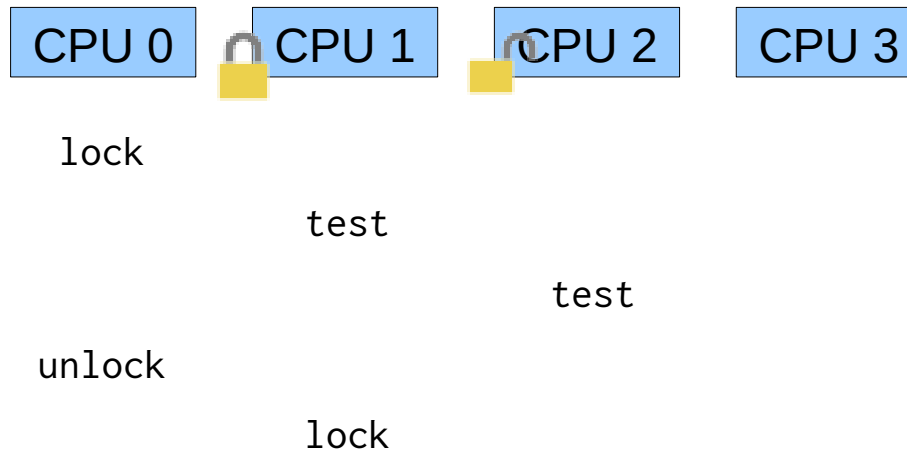 CPU 0 CPU 1 CPU 2 CPU 3
lock
test
test
unlock
lock